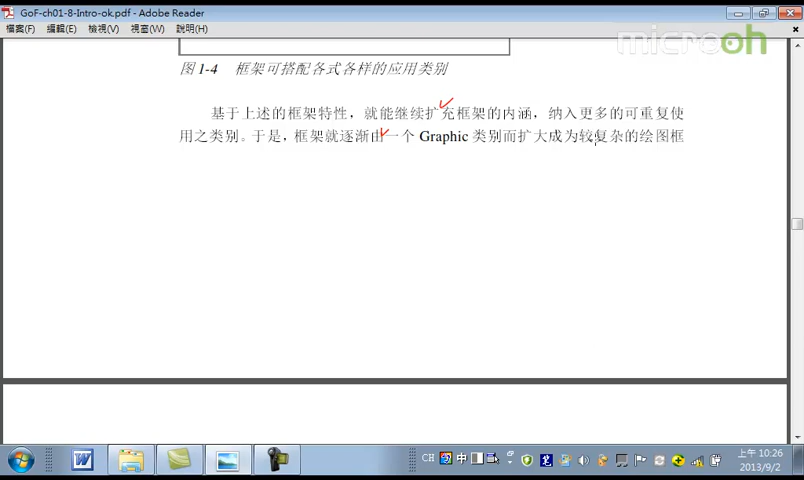 GoF-ch01-8-Intro-ok.pdf - Adobe Reader
檔案(F) 編輯(E) 檢視(V) 視窗(W) 說明(H)
microoh
图 1-4 框架可搭配各式各样的应用类别
基于上述的框架特性，就能继续扩充框架的内涵，纳入更多的可重复使
用之类别。于是，框架就逐渐由一个 Graphic 类别而扩大成为较复杂的绘图框
CH 中
上午 10:26
2013/9/2